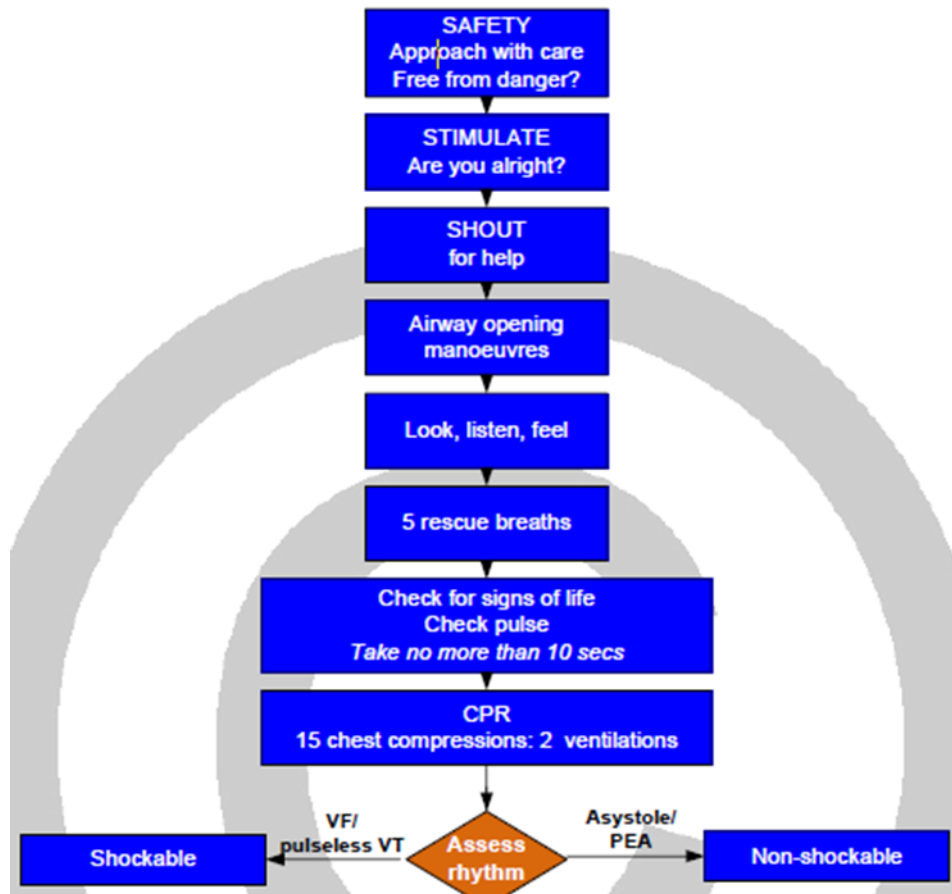 SAFETY
Approach with care
Free from danger?
STIMULATE
Are you alright?
SHOUT
for help
Airway opening
manoeuvres
Look, listen, feel
5 rescue breaths
Check for signs of life
Check pulse
Take no more than 10 secs
CPR
15 chest compressions: 2 ventilations
VF/
pulseless VT
Asystole/
PEA
Shockable
Assess
rhythm
Non-shockable